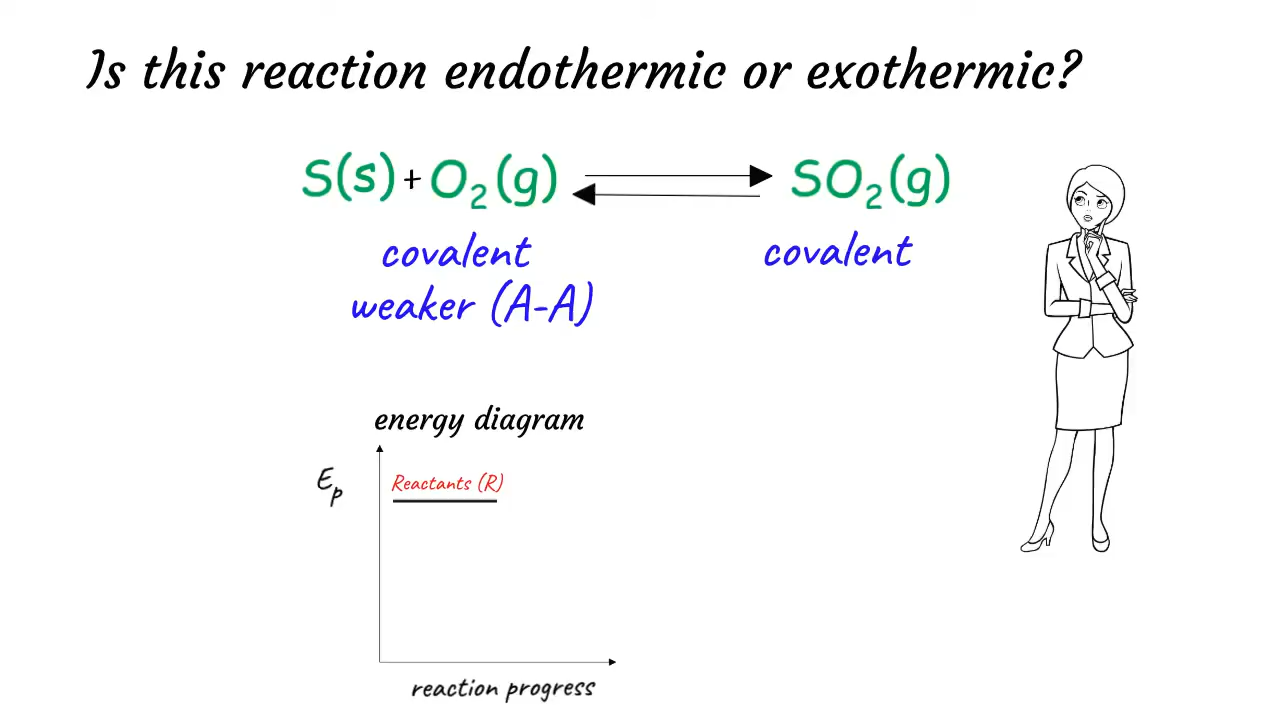 Is this reaction endothermic or exothermic?
S(s) + O₂(g) ⇌ SO₂(g)
covalent covalent
weaker (A-A)
energy diagram
Eₚ
Reactants (R)
reaction progress